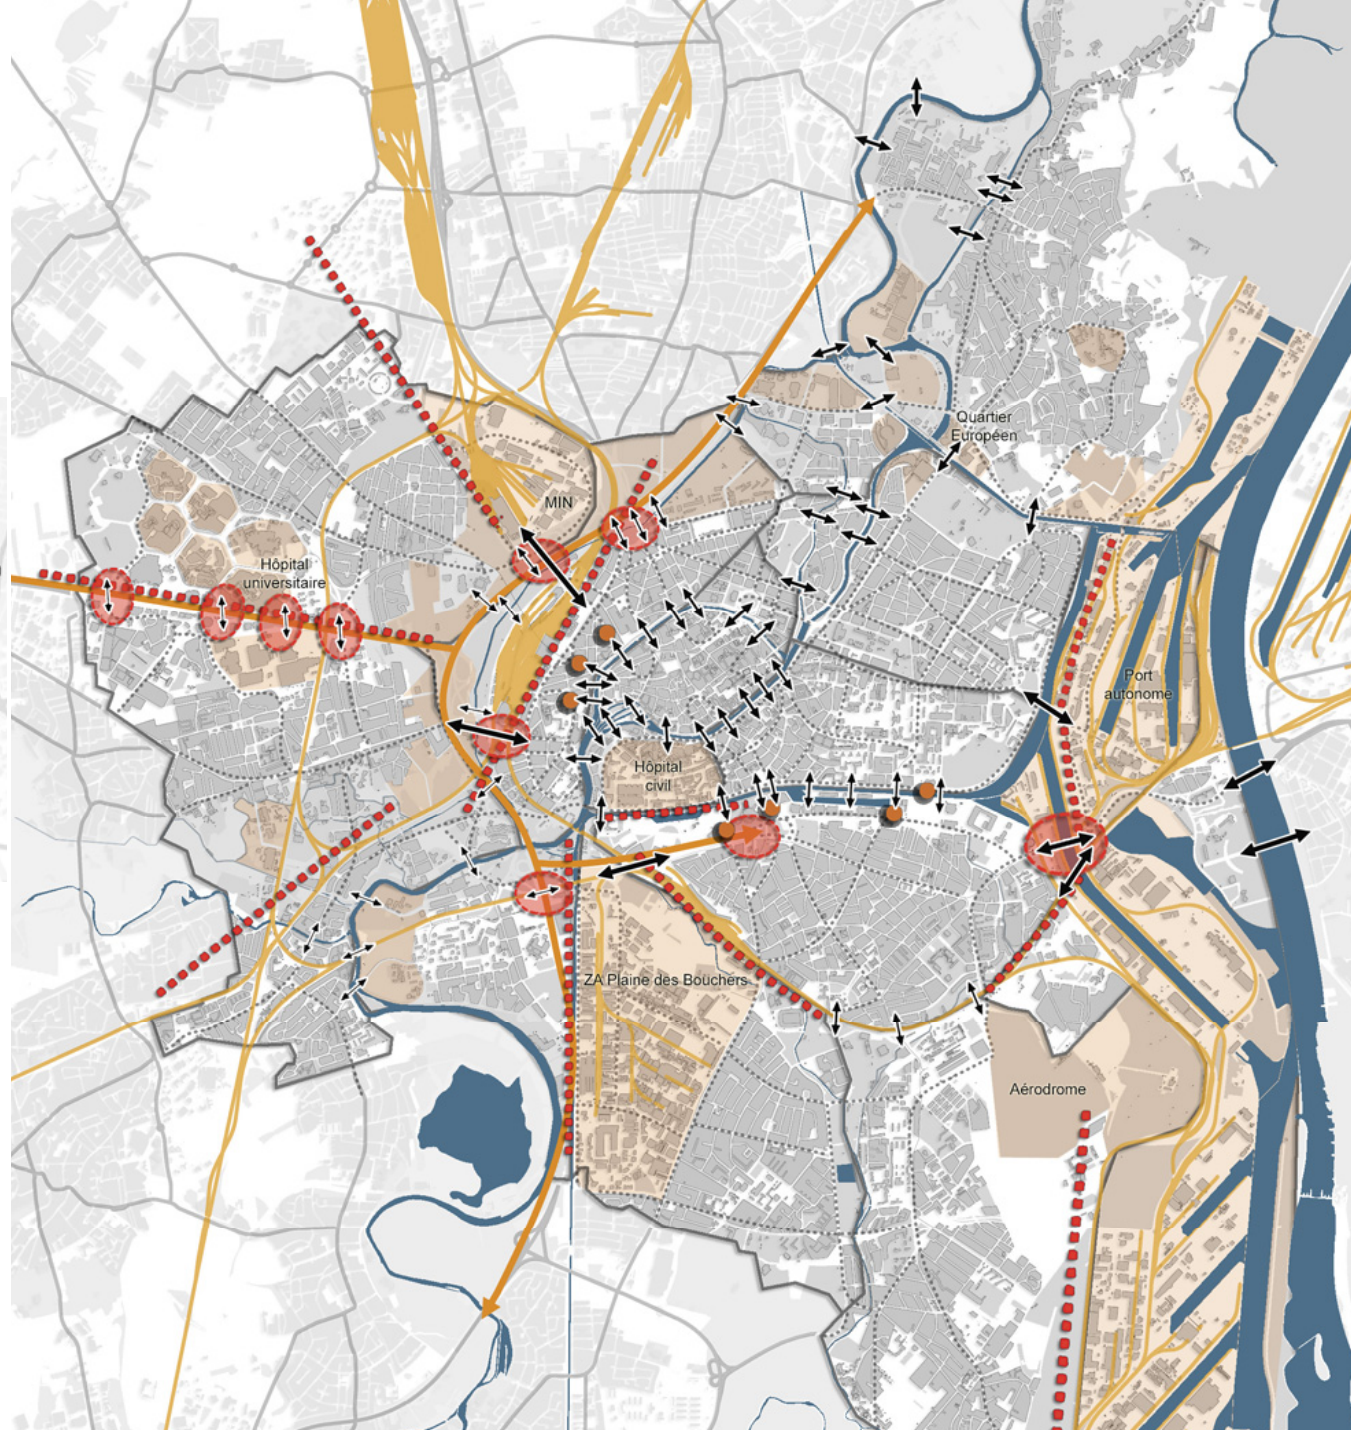 Quartier
Européen
MIN
Hôpital
universitaire
Port
autonome
Hôpital
civil
ZA Plaine des Bouchers
Aérodrome